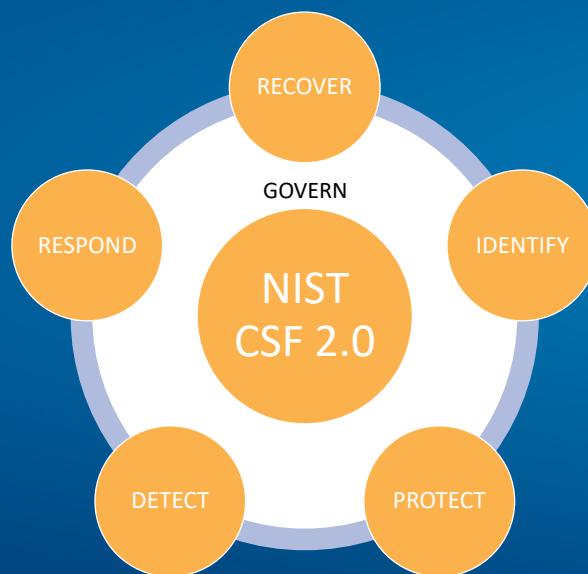 RECOVER
GOVERN
RESPOND
IDENTIFY
NIST
CSF 2.0
DETECT
PROTECT